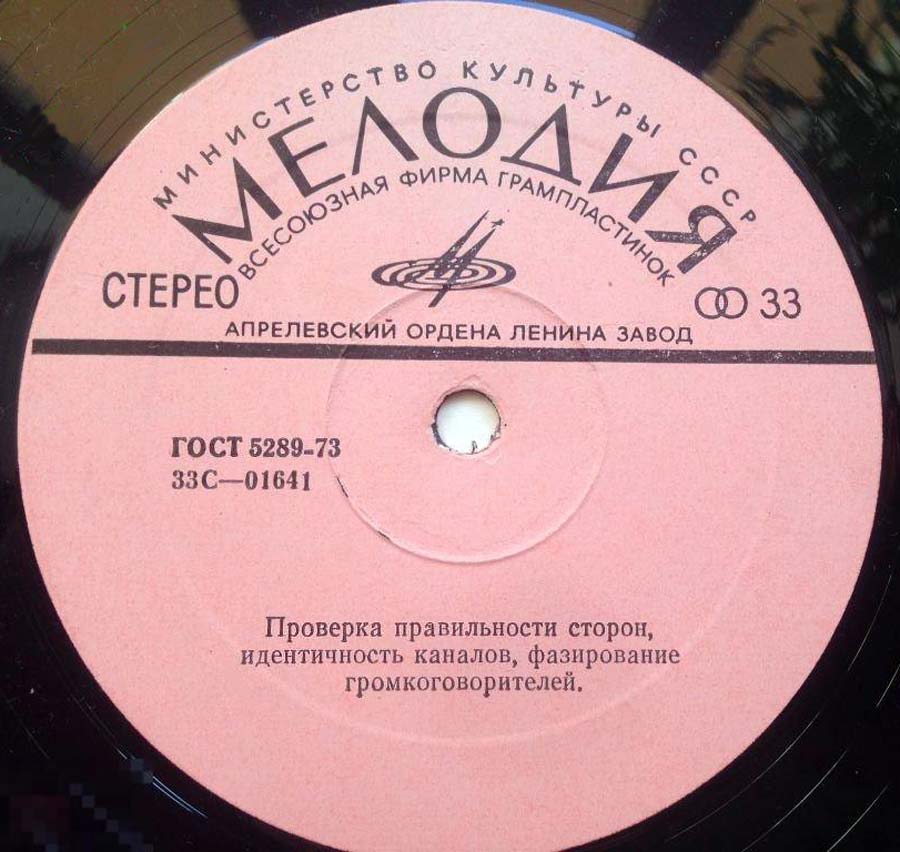 МИНИСТЕРСТВО КУЛЬТУРЫ СССР
МЕЛОДИЯ
ВСЕСОЮЗНАЯ ФИРМА ГРАМПЛАСТИНОК
СТЕРЕО
33
АПРЕЛЕВСКИЙ ОРДЕНА ЛЕНИНА ЗАВОД
ГОСТ 5289-73
33С—01641
Проверка правильности сторон,
идентичность каналов, фазирование
громкоговорителей.